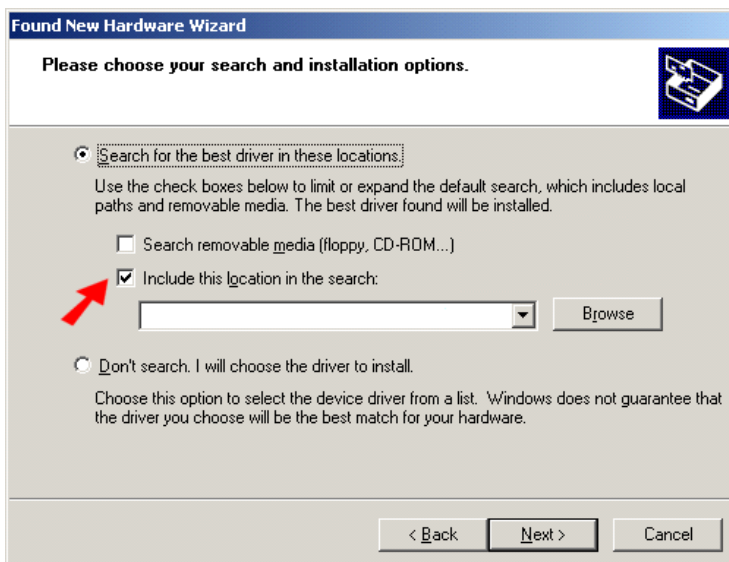 Found New Hardware Wizard
Please choose your search and installation options.
Search for the best driver in these locations.
Use the check boxes below to limit or expand the default search, which includes local
paths and removable media. The best driver found will be installed.
Search removable media (floppy, CD-ROM...)
Include this location in the search:
Browse
Don't search. I will choose the driver to install.
Choose this option to select the device driver from a list. Windows does not guarantee that
the driver you choose will be the best match for your hardware.
< Back Next > Cancel